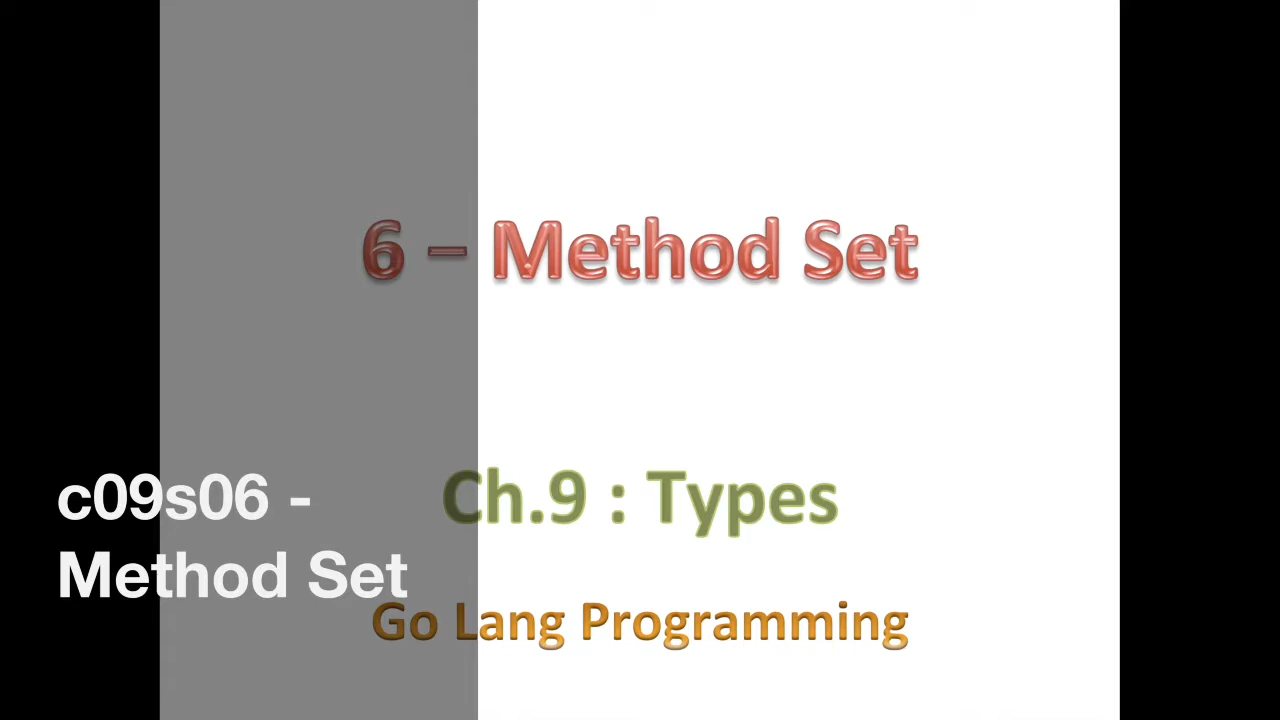 6 – Method Set
Ch.9 : Types
Go Lang Programming
c09s06 -
Method Set